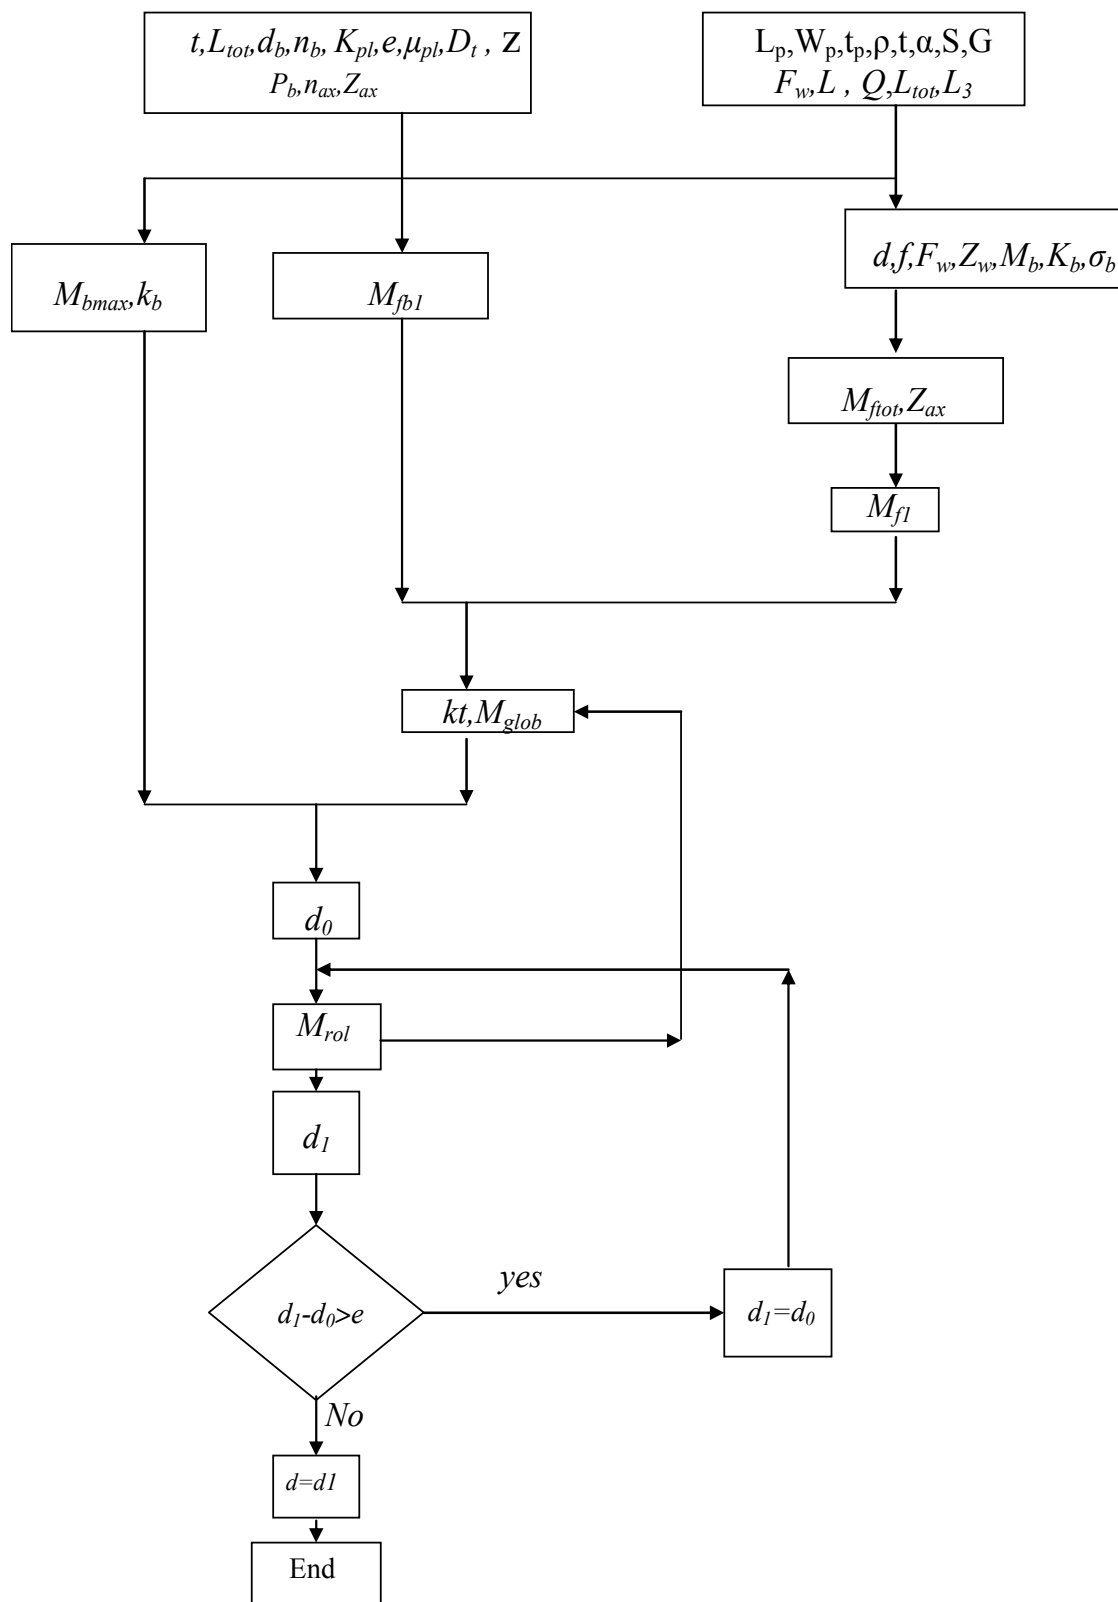 t,L_tot,d_b,n_b, K_pl,e,μ_pl,D_t , Z
P_b,n_ax,Z_ax
L_p,W_p,t_p,ρ,t,α,S,G
F_w,L , Q,L_tot,L_3
M_bmax,k_b
M_fb1
d,f,F_w,Z_w,M_b,K_b,σ_b
M_ftot,Z_ax
M_f1
kt,M_glob
d_0
M_rol
d_1
d_1-d_0>e
yes
d_1=d_0
No
d=d1
End